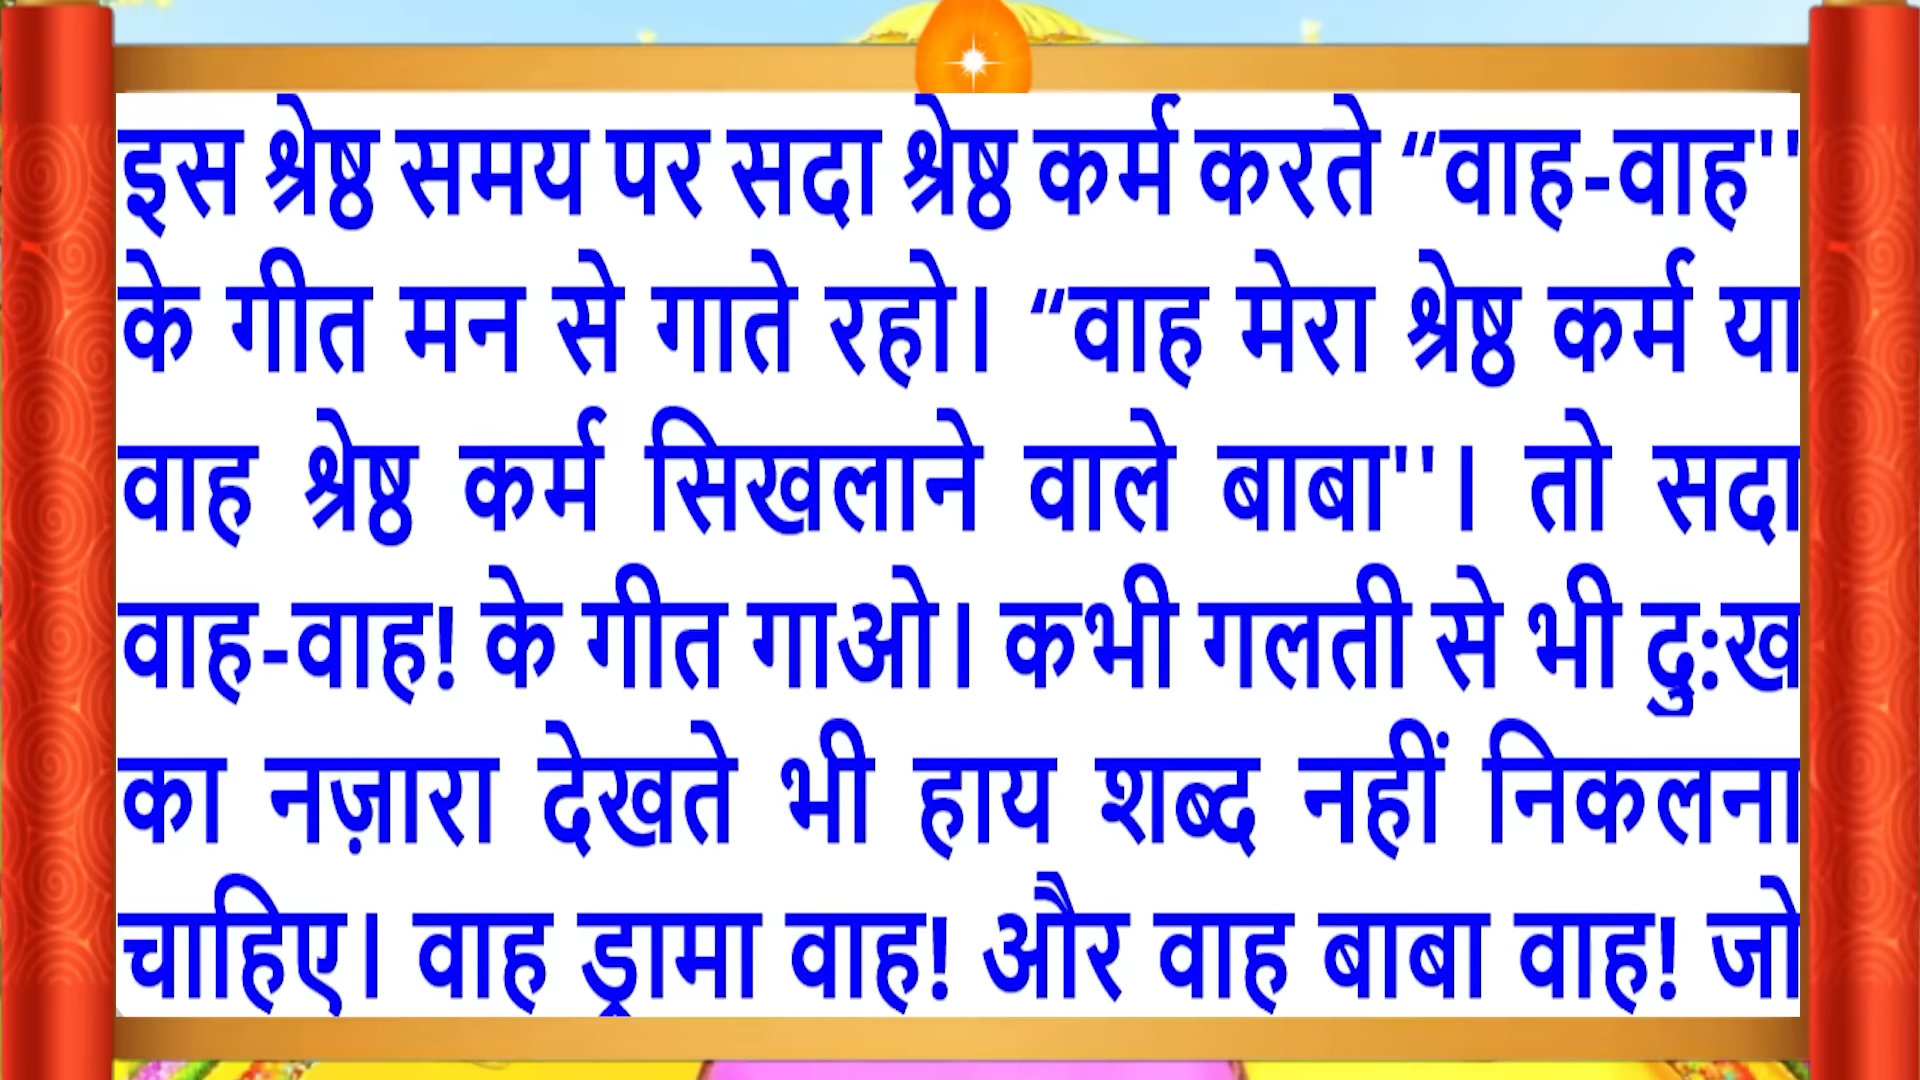 इस श्रेष्ठ समय पर सदा श्रेष्ठ कर्म करते “वाह-वाह''
के गीत मन से गाते रहो। “वाह मेरा श्रेष्ठ कर्म या
वाह श्रेष्ठ कर्म सिखलाने वाले बाबा''। तो सदा
वाह-वाह! के गीत गाओ। कभी गलती से भी दु:ख
का नज़ारा देखते भी हाय शब्द नहीं निकलना
चाहिए। वाह ड्रामा वाह! और वाह बाबा वाह! जो